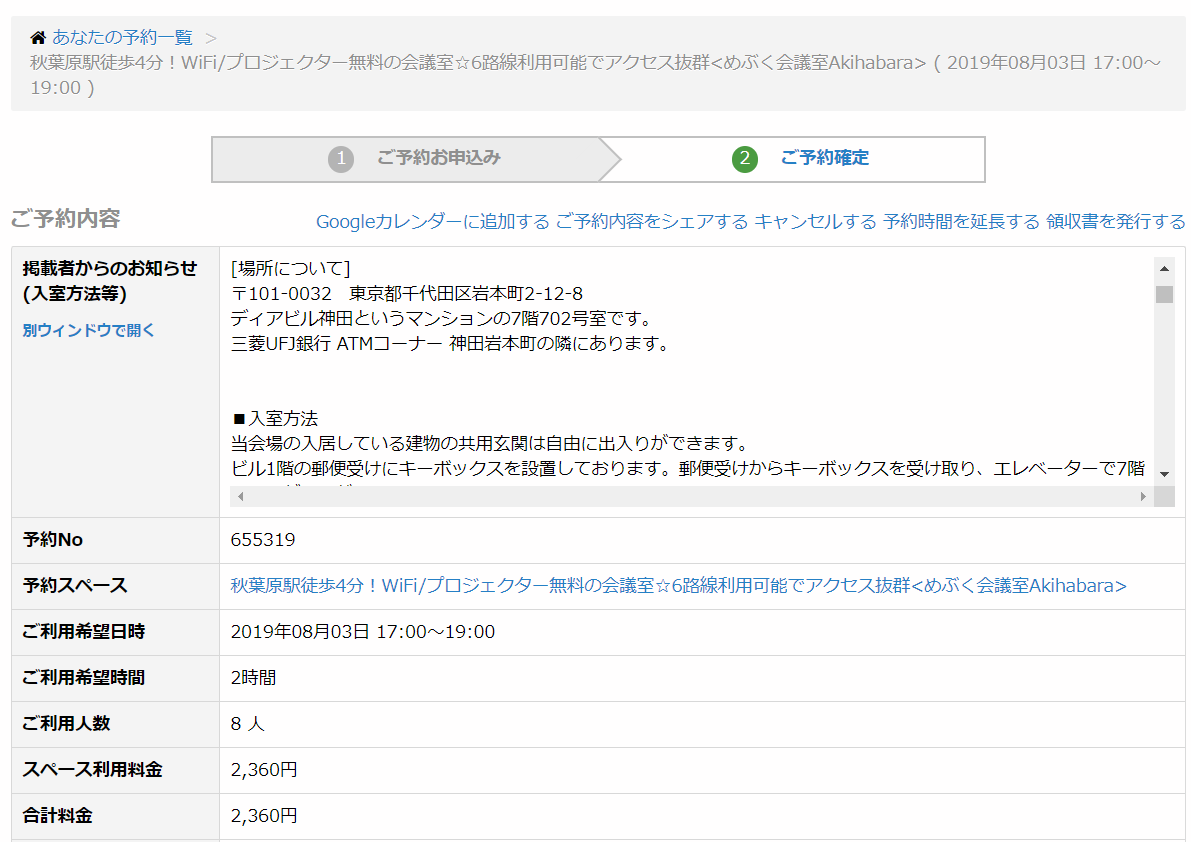 あなたの予約一覧 >
秋葉原駅徒歩4分！WiFi/プロジェクター無料の会議室☆6路線利用可能でアクセス抜群<めぶく会議室Akihabara> ( 2019年08月03日 17:00～
19:00 )
1 ご予約お申込み
2 ご予約確定
ご予約内容
Googleカレンダーに追加する ご予約内容をシェアする キャンセルする 予約時間を延長する 領収書を発行する
掲載者からのお知らせ
(入室方法等)
別ウィンドウで開く
[場所について]
〒101-0032　東京都千代田区岩本町2-12-8
ディアビル神田というマンションの7階702号室です。
三菱UFJ銀行 ATMコーナー 神田岩本町の隣にあります。
■入室方法
当会場の入居している建物の共用玄関は自由に出入りができます。
ビル1階の郵便受けにキーボックスを設置しております。郵便受けからキーボックスを受け取り、エレベーターで7階
予約No
655319
予約スペース
秋葉原駅徒歩4分！WiFi/プロジェクター無料の会議室☆6路線利用可能でアクセス抜群<めぶく会議室Akihabara>
ご利用希望日時
2019年08月03日 17:00～19:00
ご利用希望時間
2時間
ご利用人数
8 人
スペース利用料金
2,360円
合計料金
2,360円